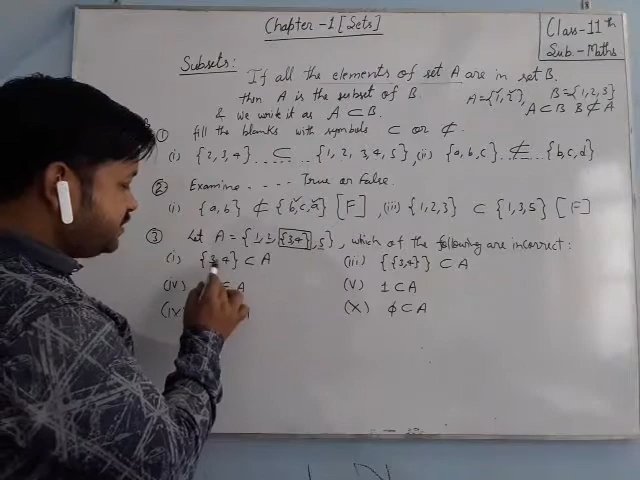 Chapter-1 [Sets]
Class-11th
Sub.-Maths
Subsets:
If all the elements of set A are in set B.
then A is the subset of B. A={1,2}, B={1,2,3}
& we write it as A⊂B. A⊂B B⊄A
① fill the blanks with symbols ⊂ or ⊄.
(i) {2,3,4} ....⊂.... {1,2,3,4,5}, (ii) {a,b,c} ..⊄.... {b,c,d}
② Examine .... True or False.
(i) {a,b} ⊄ {b,c,a} [F], (iii) {1,2,3} ⊂ {1,3,5} [F]
③ Let A={1,2,{3,4},5}, which of the following are incorrect:
(i) {3,4}⊂A (iii) {{3,4}}⊂A
(iv) A (v) 1⊂A
(x) ϕ⊂A